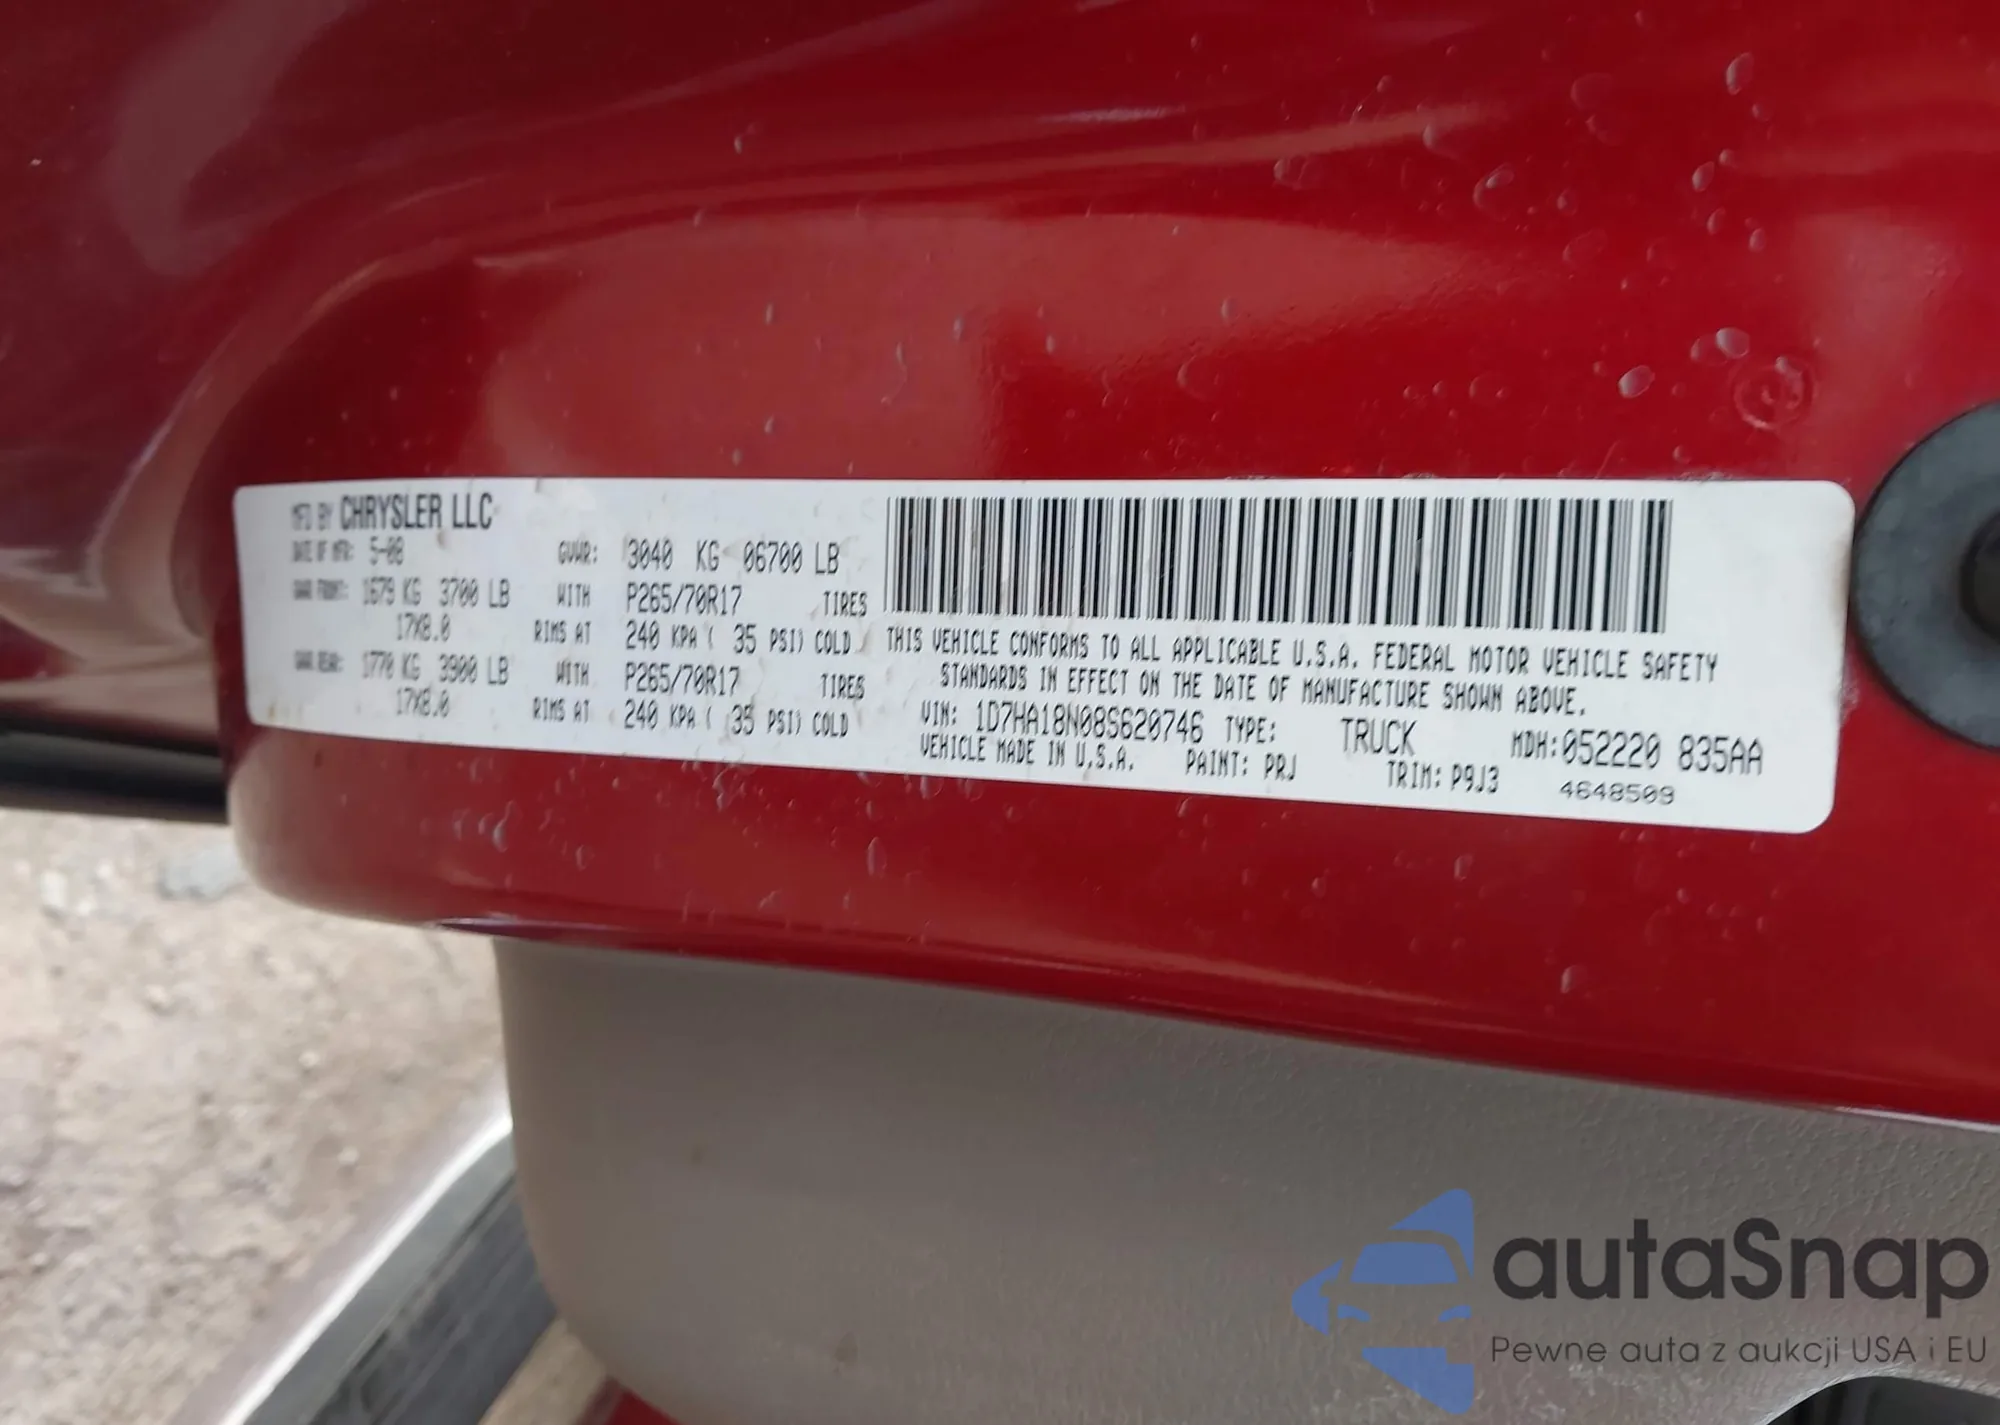 MFD BY CHRYSLER LLC
DATE OF MFR: 5-08 GVWR: 3040 KG 06700 LB
GAWR FRONT: 1679 KG 3700 LB WITH P265/70R17 TIRES
17X8.0 RIMS AT 240 KPA ( 35 PSI) COLD
GAWR REAR: 1770 KG 3900 LB WITH P265/70R17 TIRES
17X8.0 RIMS AT 240 KPA ( 35 PSI) COLD
THIS VEHICLE CONFORMS TO ALL APPLICABLE U.S.A. FEDERAL MOTOR VEHICLE SAFETY
STANDARDS IN EFFECT ON THE DATE OF MANUFACTURE SHOWN ABOVE.
VIN: 1D7HA18N08S620746 TYPE: TRUCK MDH:052220 835AA
VEHICLE MADE IN U.S.A. PAINT: PRJ TRIM: P9J3 4648509
autaSnap
Pewne auta z aukcji USA i EU